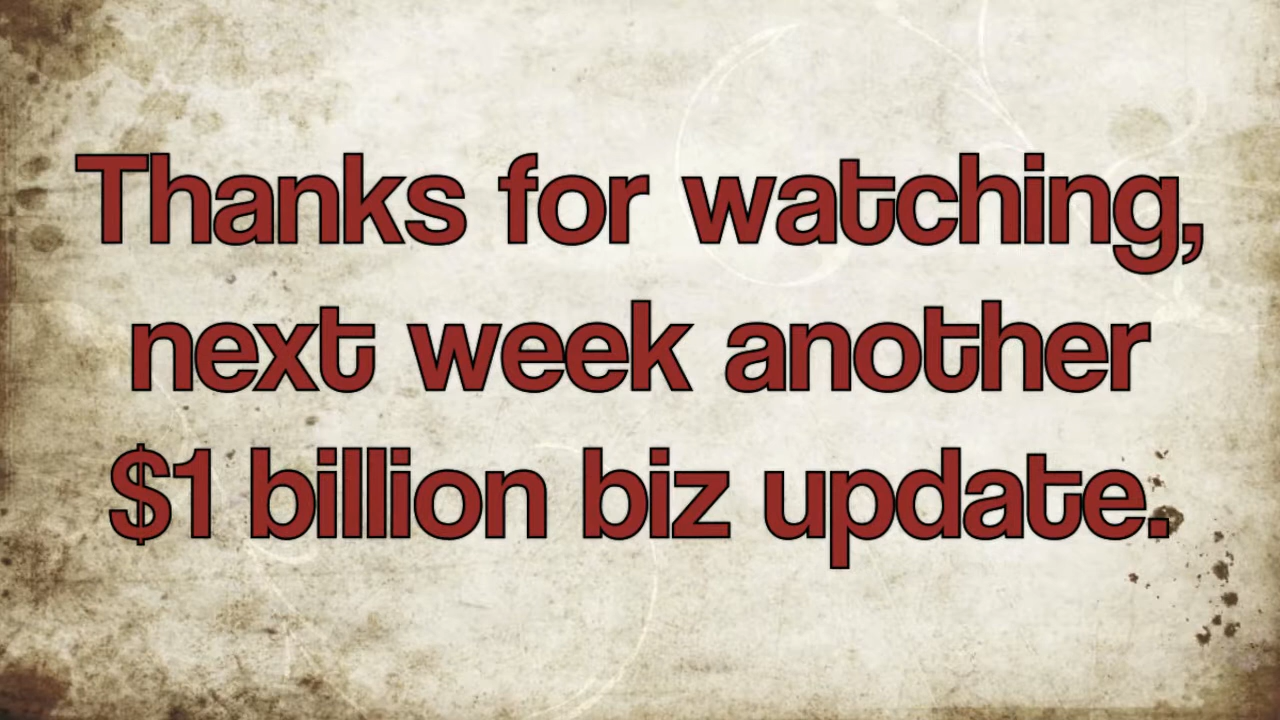 Thanks for watching,
next week another
$1 billion biz update.